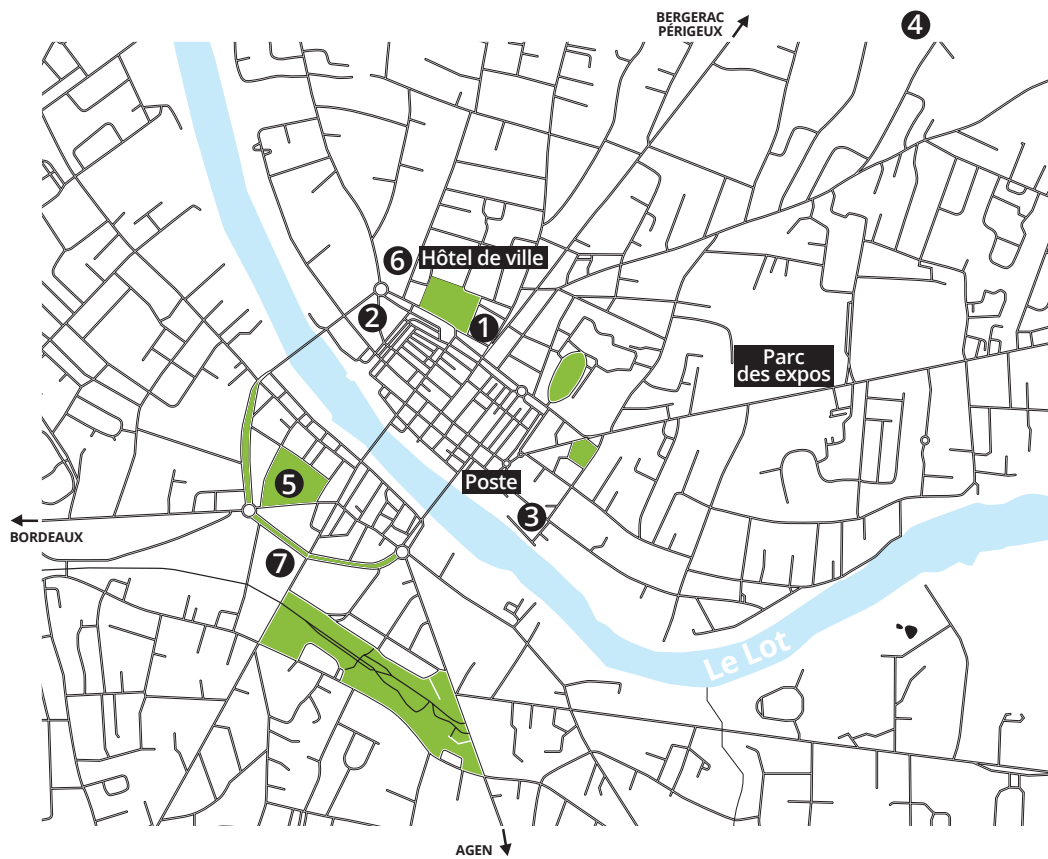 BERGERAC
PÉRIGEUX
4
6
Hôtel de ville
2
1
Parc
des expos
5
Poste
3
BORDEAUX
7
Le Lot
AGEN